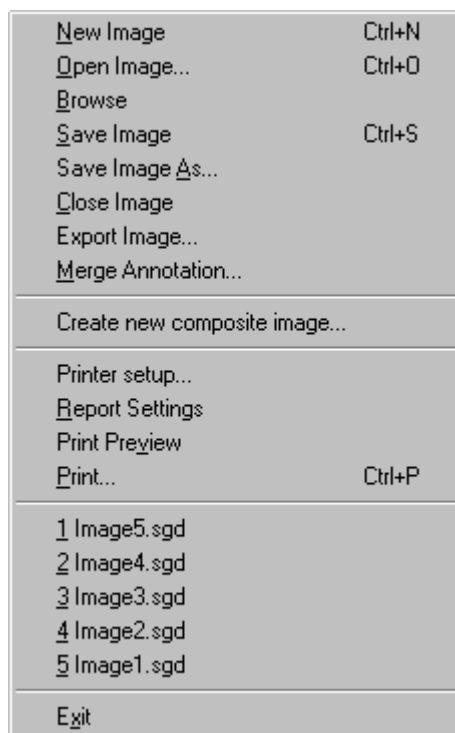 New Image Ctrl+N
Open Image... Ctrl+O
Browse
Save Image Ctrl+S
Save Image As...
Close Image
Export Image...
Merge Annotation...
Create new composite image...
Printer setup...
Report Settings
Print Preview
Print... Ctrl+P
1 Image5.sgd
2 Image4.sgd
3 Image3.sgd
4 Image2.sgd
5 Image1.sgd
Exit